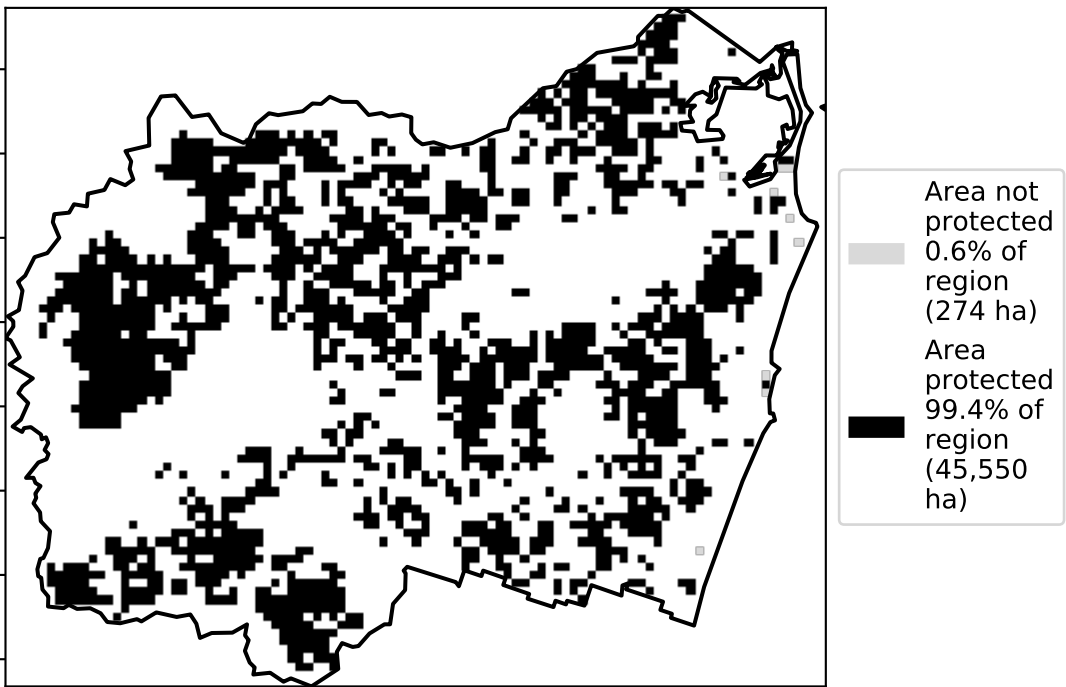 Area not
protected
0.6% of
region
(274 ha)
Area
protected
99.4% of
region
(45,550
ha)